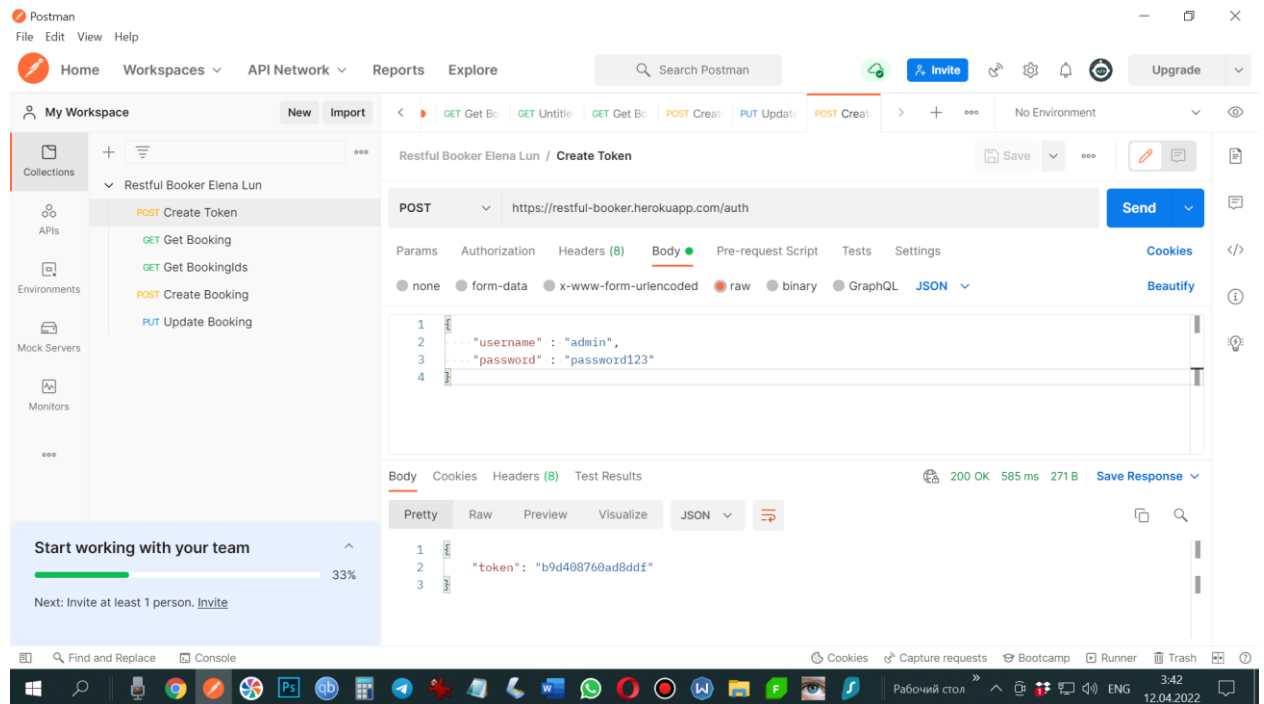 Postman
File Edit View Help
Home Workspaces API Network Reports Explore Search Postman Invite Upgrade
My Workspace New Import GET Get Bo GET Untitle GET Get Bo POST Creat PUT Updat POST Creat No Environment
Collections
APIs
Environments
Mock Servers
Monitors
Restful Booker Elena Lun
POST Create Token
GET Get Booking
GET Get BookingIds
POST Create Booking
PUT Update Booking
Start working with your team
33%
Next: Invite at least 1 person. Invite
Restful Booker Elena Lun / Create Token Save
POST https://restful-booker.herokuapp.com/auth Send
Params Authorization Headers (8) Body Pre-request Script Tests Settings Cookies
none form-data x-www-form-urlencoded raw binary GraphQL JSON Beautify
1 {
2 "username" : "admin",
3 "password" : "password123"
4 }
Body Cookies Headers (8) Test Results 200 OK 585 ms 271 B Save Response
Pretty Raw Preview Visualize JSON
1 {
2 "token": "b9d408760ad8ddf"
3 }
Find and Replace Console Cookies Capture requests Bootcamp Runner Trash
Ps qb W F Рабочий стол ENG 3:42
12.04.2022